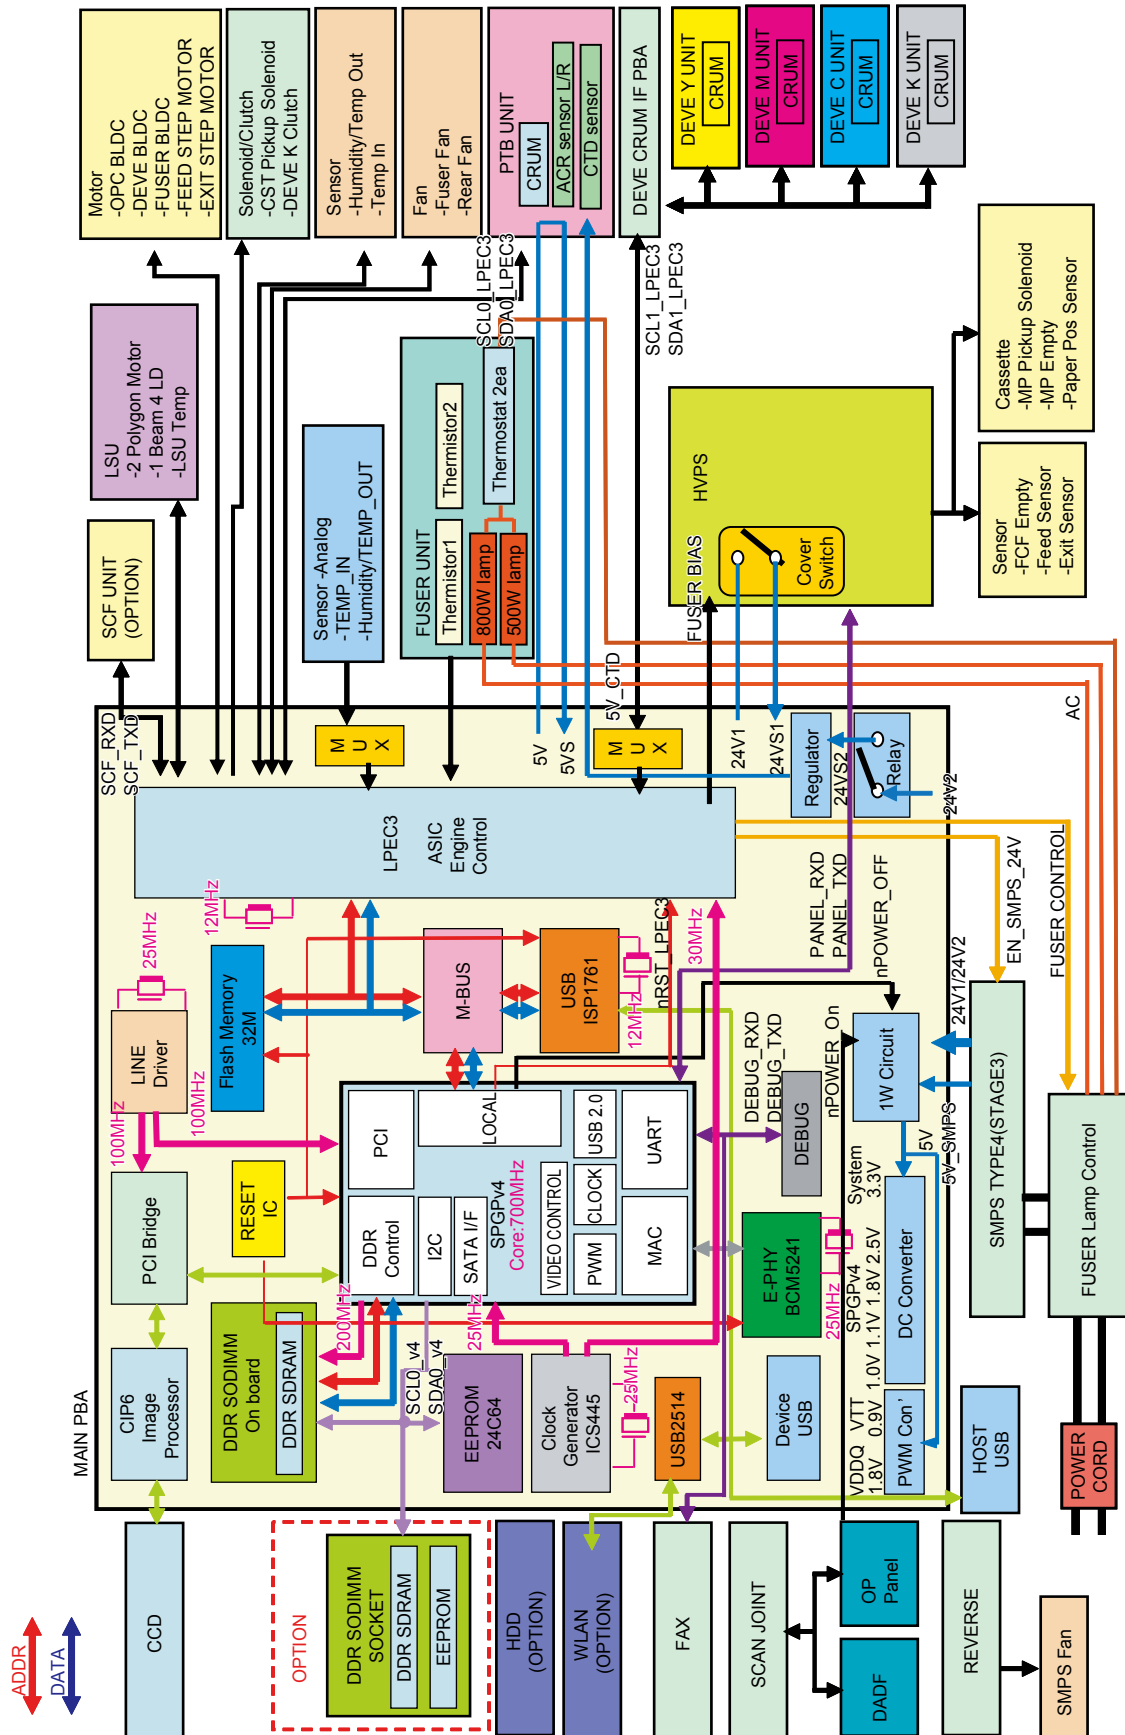 ADDR
DATA
CCD
OPTION
DDR SODIMM
SOCKET
DDR SDRAM
EEPROM
HDD
(OPTION)
WLAN
(OPTION)
FAX
SCAN JOINT
DADF
OP
Panel
REVERSE
SMPS Fan
MAIN PBA
CIP6
Image
Processor
PCI Bridge
LINE
Driver
25MHz
100MHz
100MHz
DDR SODIMM
On board
DDR SDRAM
RESET
IC
Flash Memory
32M
12MHz
200MHz
SCL0_v4
SDA0_v4
EEPROM
24C64
25MHz
Clock
Generator
ICS445
25MHz
USB2514
Device
USB
HOST
USB
PCI
LOCAL
DDR
Control
I2C
SATA I/F
SPGPv4
Core:700MHz
VIDEO CONTROL
PWM
CLOCK
USB 2.0
MAC
UART
M-BUS
USB
ISP1761
12MHz
nRST_LPEC3
30MHz
E-PHY
BCM5241
25MHz
DEBUG
DEBUG_RXD
DEBUG_TXD
PANEL_RXD
PANEL_TXD
nPOWER_OFF
nPOWER_On
1W Circuit
5V
5V_SMPS
24V1/24V2
System
3.3V
SPGPv4
1.0V 1.1V 1.8V 2.5V
VDDQ VTT
1.8V 0.9V
DC Converter
PWM Con'
LPEC3
ASIC
Engine
Control
M
U
X
M
U
X
5V
5VS
5V_CTD
24V1
24VS1
Regulator
24VS2
Relay
24V2
EN_SMPS_24V
FUSER CONTROL
SMPS TYPE4(STAGE3)
FUSER Lamp Control
POWER
CORD
AC
SCF_RXD
SCF_TXD
SCF UNIT
(OPTION)
LSU
-2 Polygon Motor
-1 Beam 4 LD
-LSU Temp
Sensor -Analog
-TEMP_IN
-Humidity/TEMP_OUT
FUSER UNIT
Thermistor1
Thermistor2
800W lamp
500W lamp
Thermostat 2ea
FUSER BIAS
HVPS
Cover
Switch
Sensor
-FCF Empty
-Feed Sensor
-Exit Sensor
Cassette
-MP Pickup Solenoid
-MP Empty
-Paper Pos Sensor
Motor
-OPC BLDC
-DEVE BLDC
-FUSER BLDC
-FEED STEP MOTOR
-EXIT STEP MOTOR
Solenoid/Clutch
-CST Pickup Solenoid
-DEVE K Clutch
Sensor
-Humidity/Temp Out
-Temp In
Fan
-Fuser Fan
-Rear Fan
SCL0_LPEC3
SDA0_LPEC3
PTB UNIT
CRUM
ACR sensor L/R
CTD sensor
DEVE CRUM IF PBA
SCL1_LPEC3
SDA1_LPEC3
DEVE Y UNIT
CRUM
DEVE M UNIT
CRUM
DEVE C UNIT
CRUM
DEVE K UNIT
CRUM